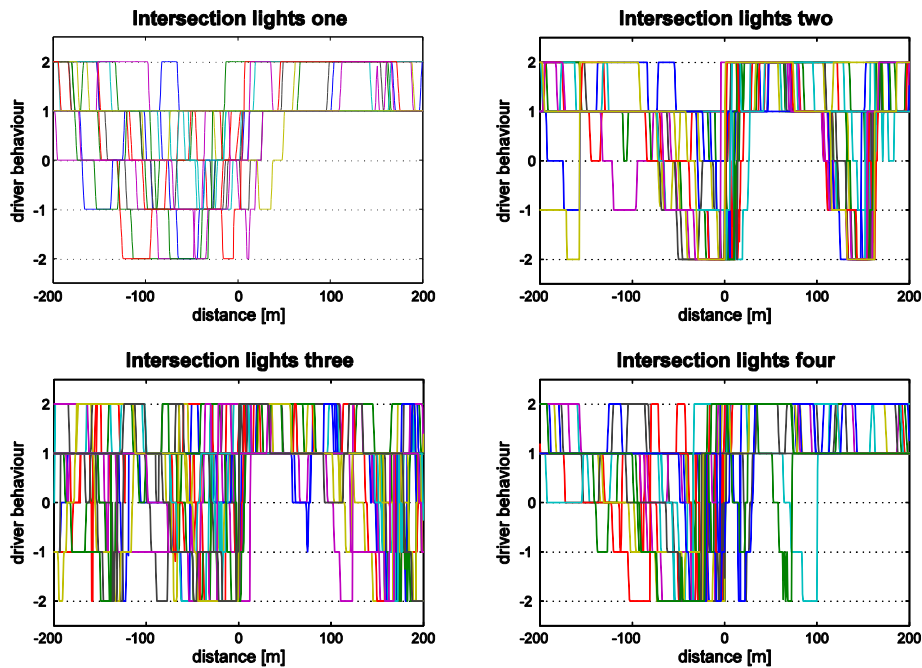 Intersection lights one
2
1
0
-1
-2
driver behaviour
-200 -100 0 100 200
distance [m]
Intersection lights two
2
1
0
-1
-2
driver behaviour
-200 -100 0 100 200
distance [m]
Intersection lights three
2
1
0
-1
-2
driver behaviour
-200 -100 0 100 200
distance [m]
Intersection lights four
2
1
0
-1
-2
driver behaviour
-200 -100 0 100 200
distance [m]